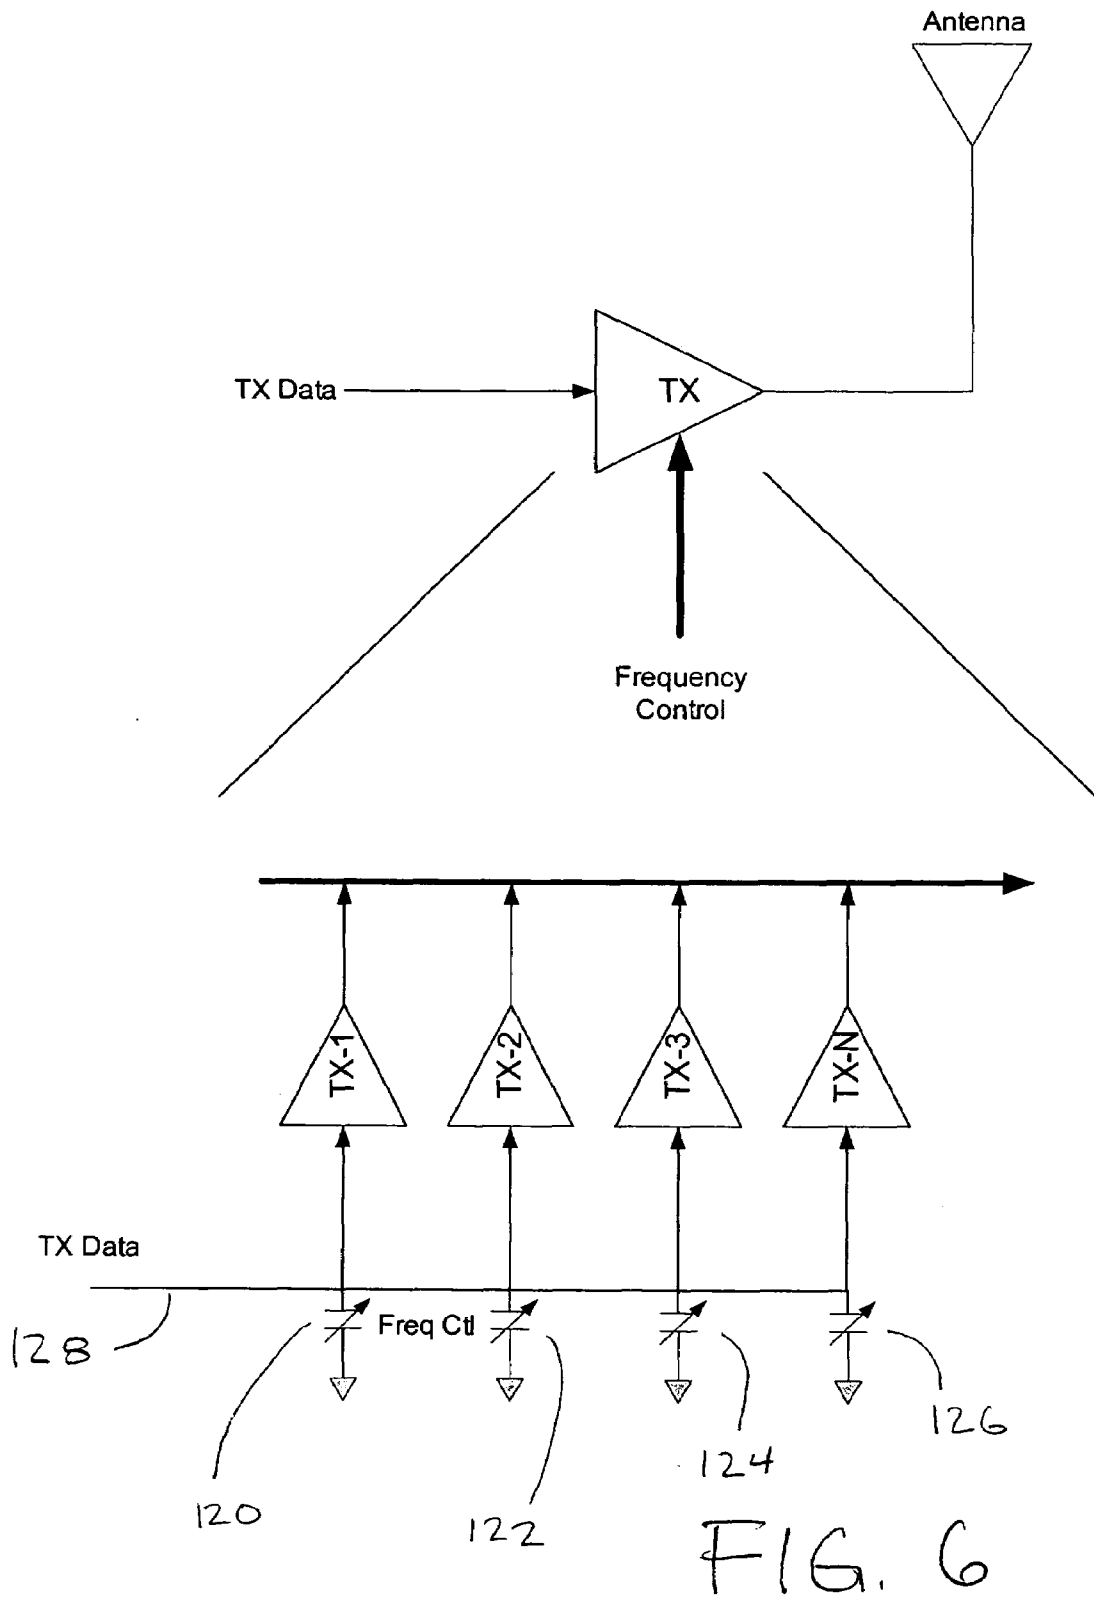 Antenna
TX Data
TX
Frequency
Control
TX-1
TX-2
TX-3
TX-N
TX Data
128
Freq Ctl
120
122
124
126
FIG. 6